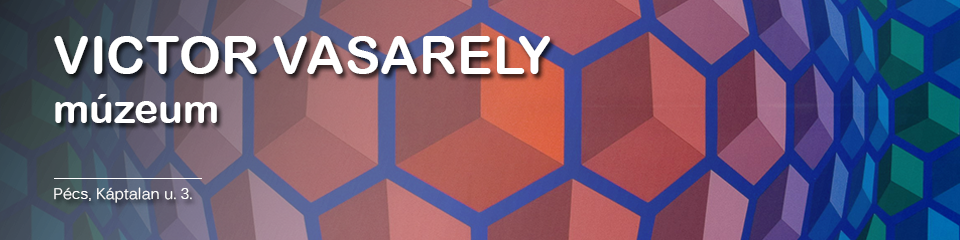 VICTOR VASARELY
múzeum
Pécs, Káptalan u. 3.